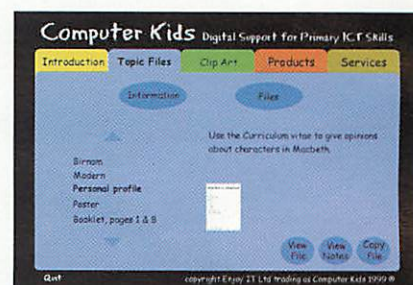 Computer Kids Digital Support for Primary ICT Skills
Introduction Topic Files Clip Art Products Services
Information Files
Use the Curriculum vitae to give opinions
about characters in Macbeth.
Birnam
Modern
Personal profile
Poster
Booklet, pages 1 & 8
View File View Notes Copy File
Quit copyright Enjoy IT Ltd trading as Computer Kids 1999 ®